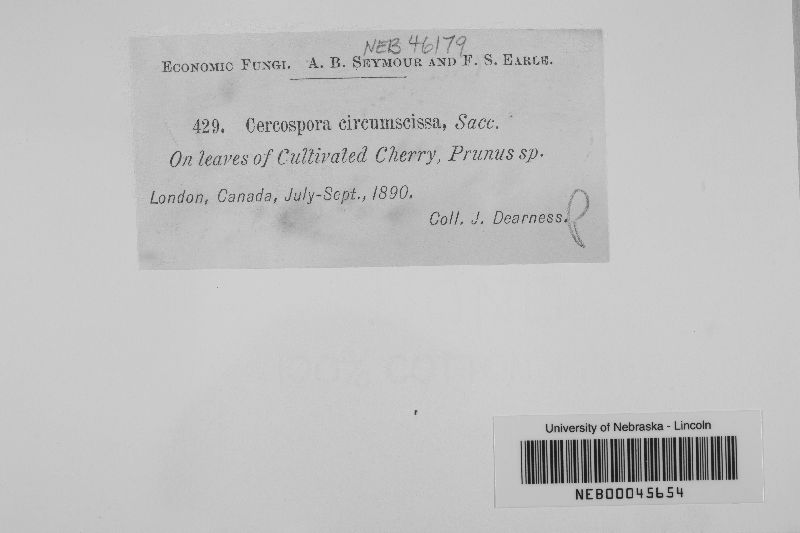 NEB 46179
Economic Fungi. A. B. Seymour and F. S. Earle.
429. Cercospora circumscissa, Sacc.
On leaves of Cultivated Cherry, Prunus sp.
London, Canada, July-Sept., 1890.
Coll. J. Dearness.
University of Nebraska - Lincoln
NEB00045654